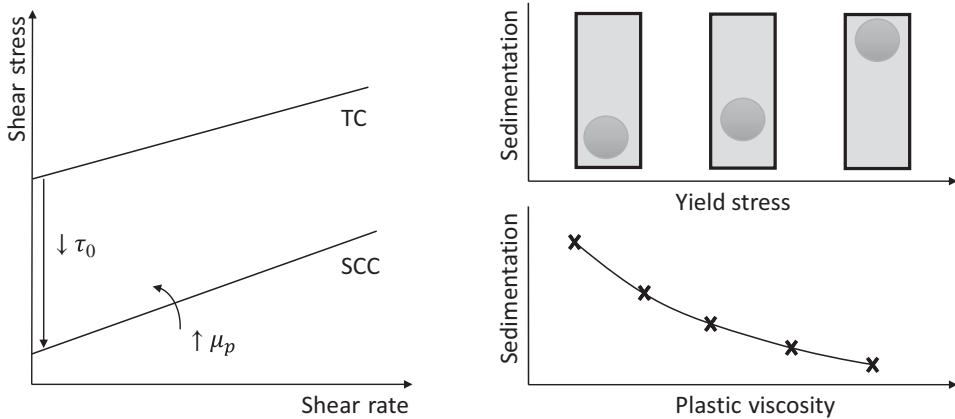 Shear stress
TC
↓ τ₀
SCC
↑ μₚ
Shear rate
Sedimentation
Yield stress
Sedimentation
Plastic viscosity